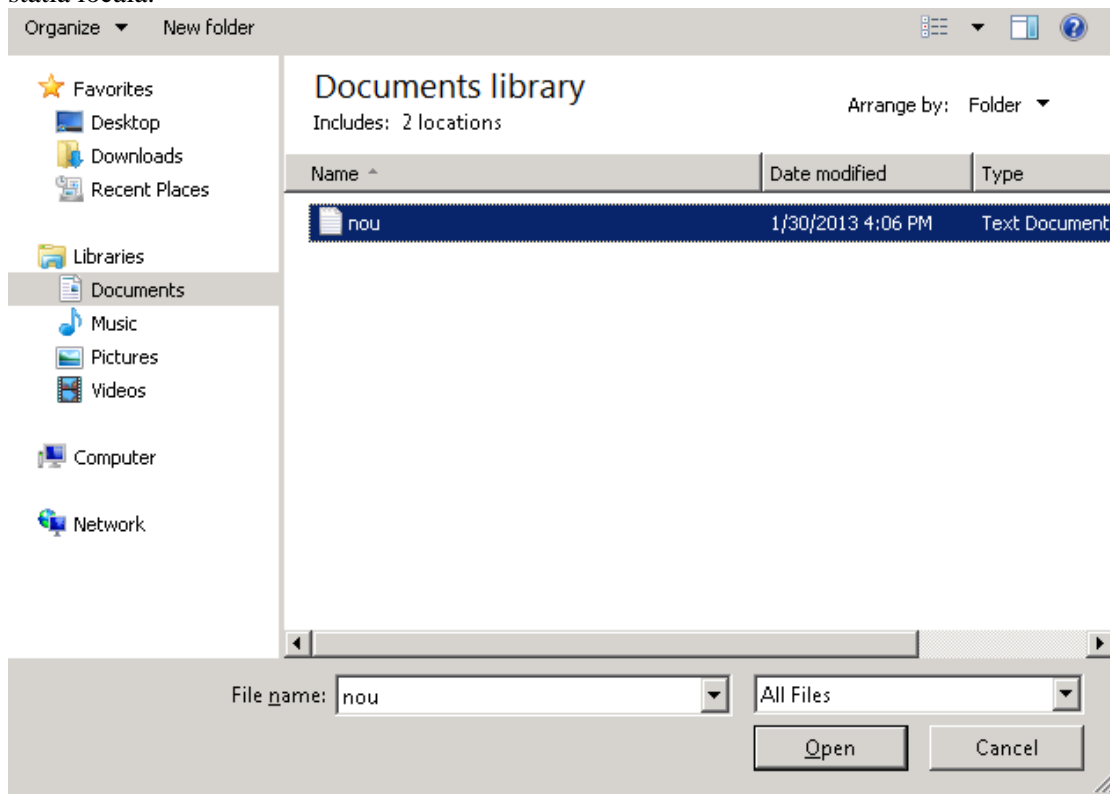 statia locala.
Organize New folder
Favorites
Desktop
Downloads
Recent Places
Libraries
Documents
Music
Pictures
Videos
Computer
Network
Documents library
Includes: 2 locations
Arrange by: Folder
Name Date modified Type
nou 1/30/2013 4:06 PM Text Document
File name: nou All Files
Open Cancel